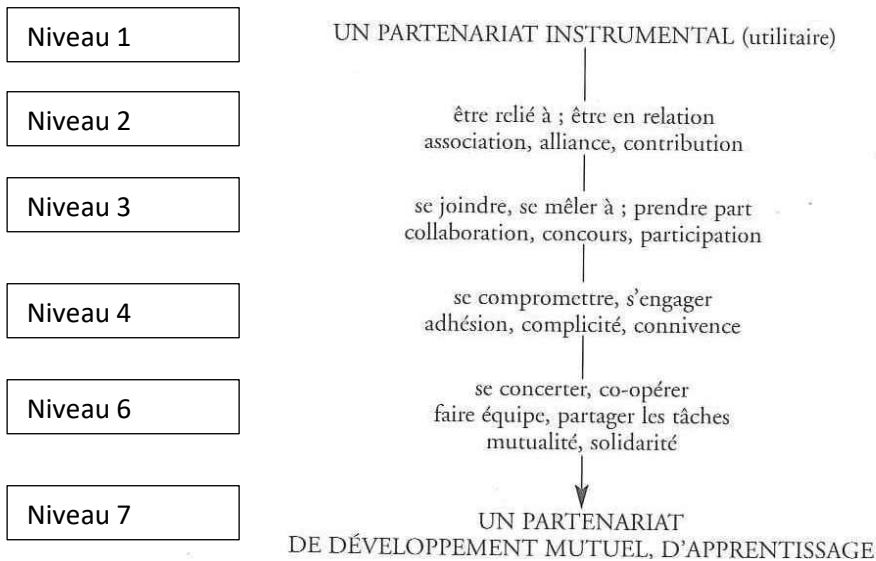 Niveau 1
UN PARTENARIAT INSTRUMENTAL (utilitaire)
Niveau 2
être relié à ; être en relation
association, alliance, contribution
Niveau 3
se joindre, se mêler à ; prendre part
collaboration, concours, participation
Niveau 4
se compromettre, s'engager
adhésion, complicité, connivence
Niveau 6
se concerter, co-opérer
faire équipe, partager les tâches
mutualité, solidarité
Niveau 7
UN PARTENARIAT
DE DÉVELOPPEMENT MUTUEL, D'APPRENTISSAGE